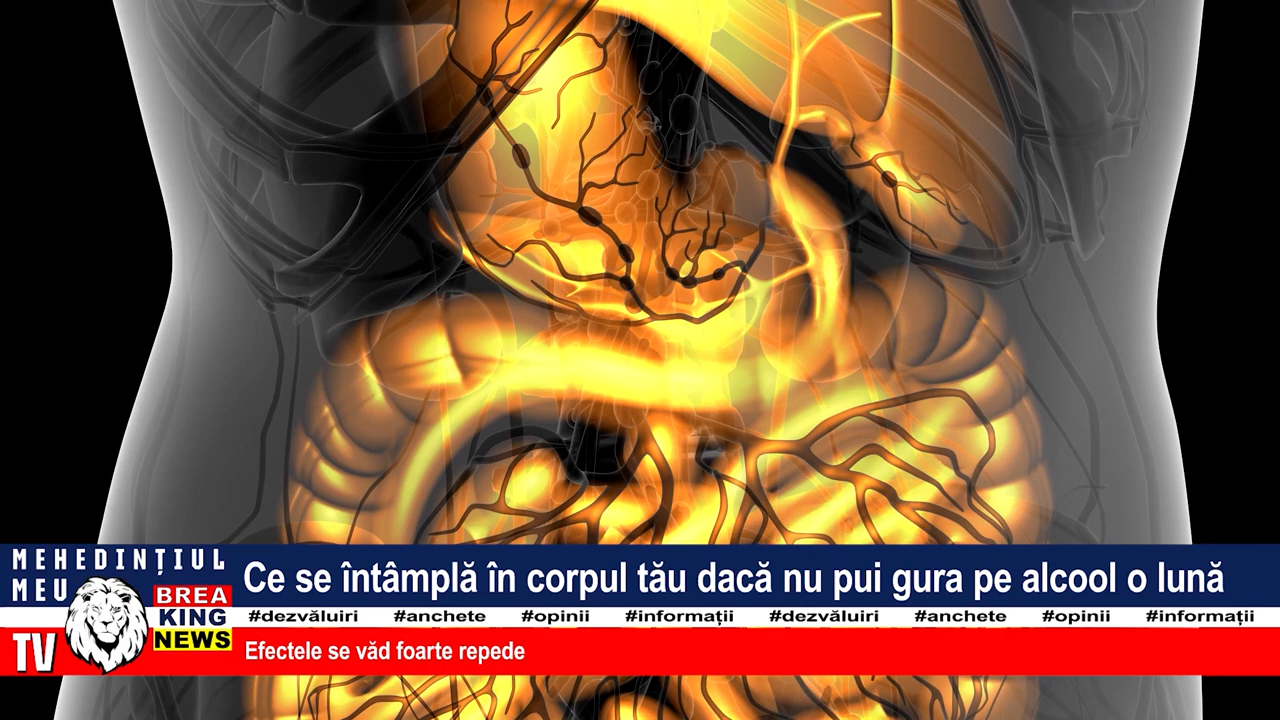 MEHEDINȚIUL
MEU
TV
BREA
KING
NEWS
Ce se întâmplă în corpul tău dacă nu pui gura pe alcool o lună
#dezvăluiri #anchete #opinii #informații #dezvăluiri #anchete #opinii #informații
Efectele se văd foarte repede